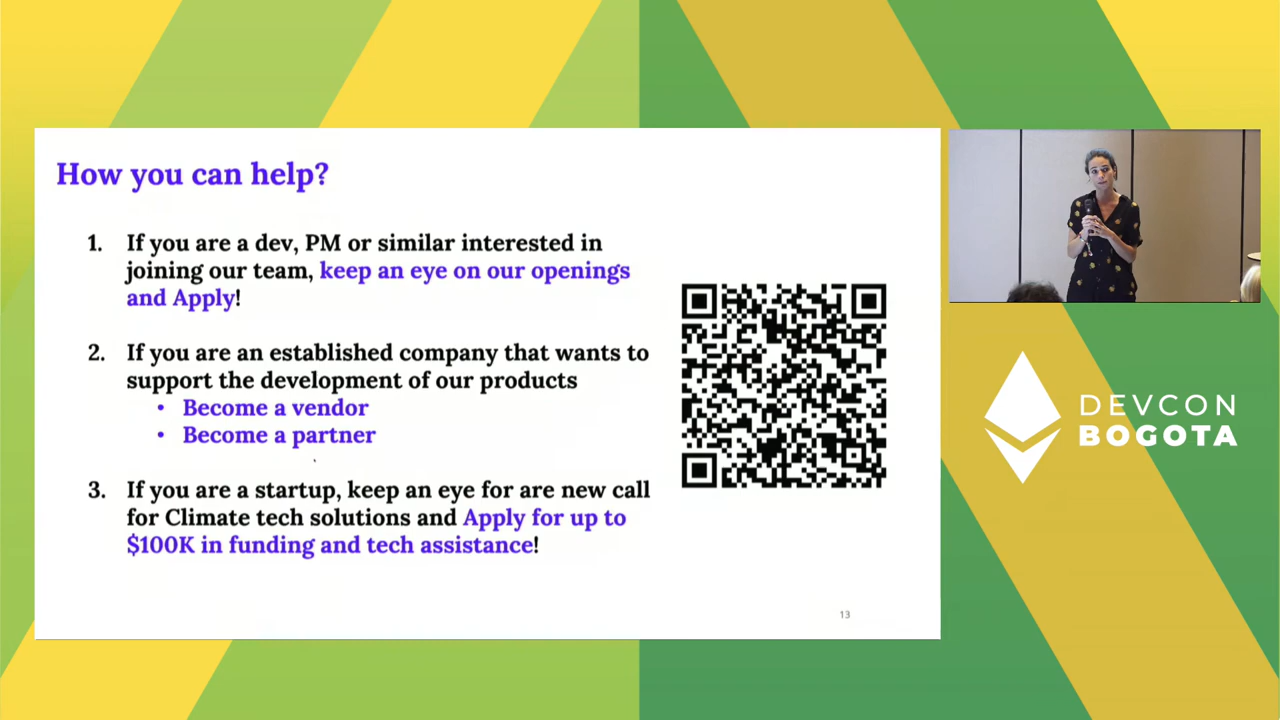 How you can help?
1. If you are a dev, PM or similar interested in
joining our team, keep an eye on our openings
and Apply!
2. If you are an established company that wants to
support the development of our products
• Become a vendor
• Become a partner
3. If you are a startup, keep an eye for are new call
for Climate tech solutions and Apply for up to
$100K in funding and tech assistance!
13
DEVCON
BOGOTA